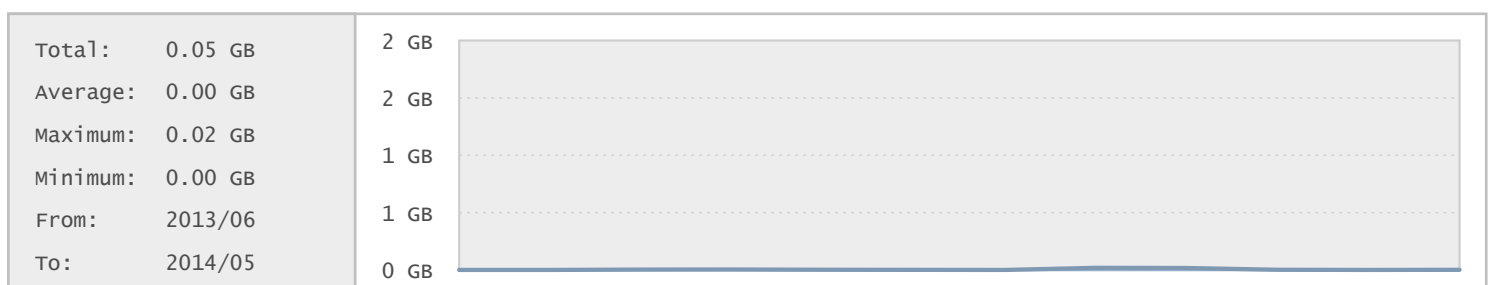 Total: 0.05 GB
Average: 0.00 GB
Maximum: 0.02 GB
Minimum: 0.00 GB
From: 2013/06
To: 2014/05
2 GB
2 GB
1 GB
1 GB
0 GB